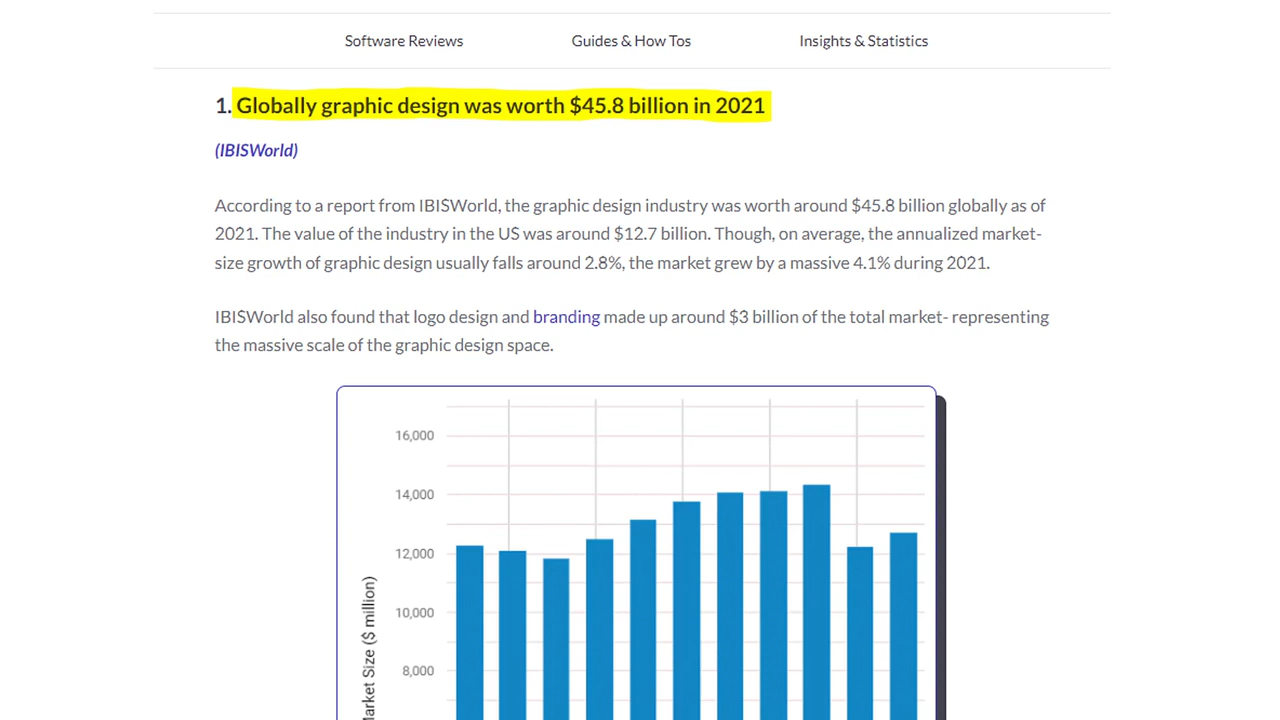 Software Reviews Guides & How Tos Insights & Statistics
1. Globally graphic design was worth $45.8 billion in 2021
(IBISWorld)
According to a report from IBISWorld, the graphic design industry was worth around $45.8 billion globally as of
2021. The value of the industry in the US was around $12.7 billion. Though, on average, the annualized market-
size growth of graphic design usually falls around 2.8%, the market grew by a massive 4.1% during 2021.
IBISWorld also found that logo design and branding made up around $3 billion of the total market- representing
the massive scale of the graphic design space.
16,000
14,000
12,000
10,000
8,000
arket Size ($ million)